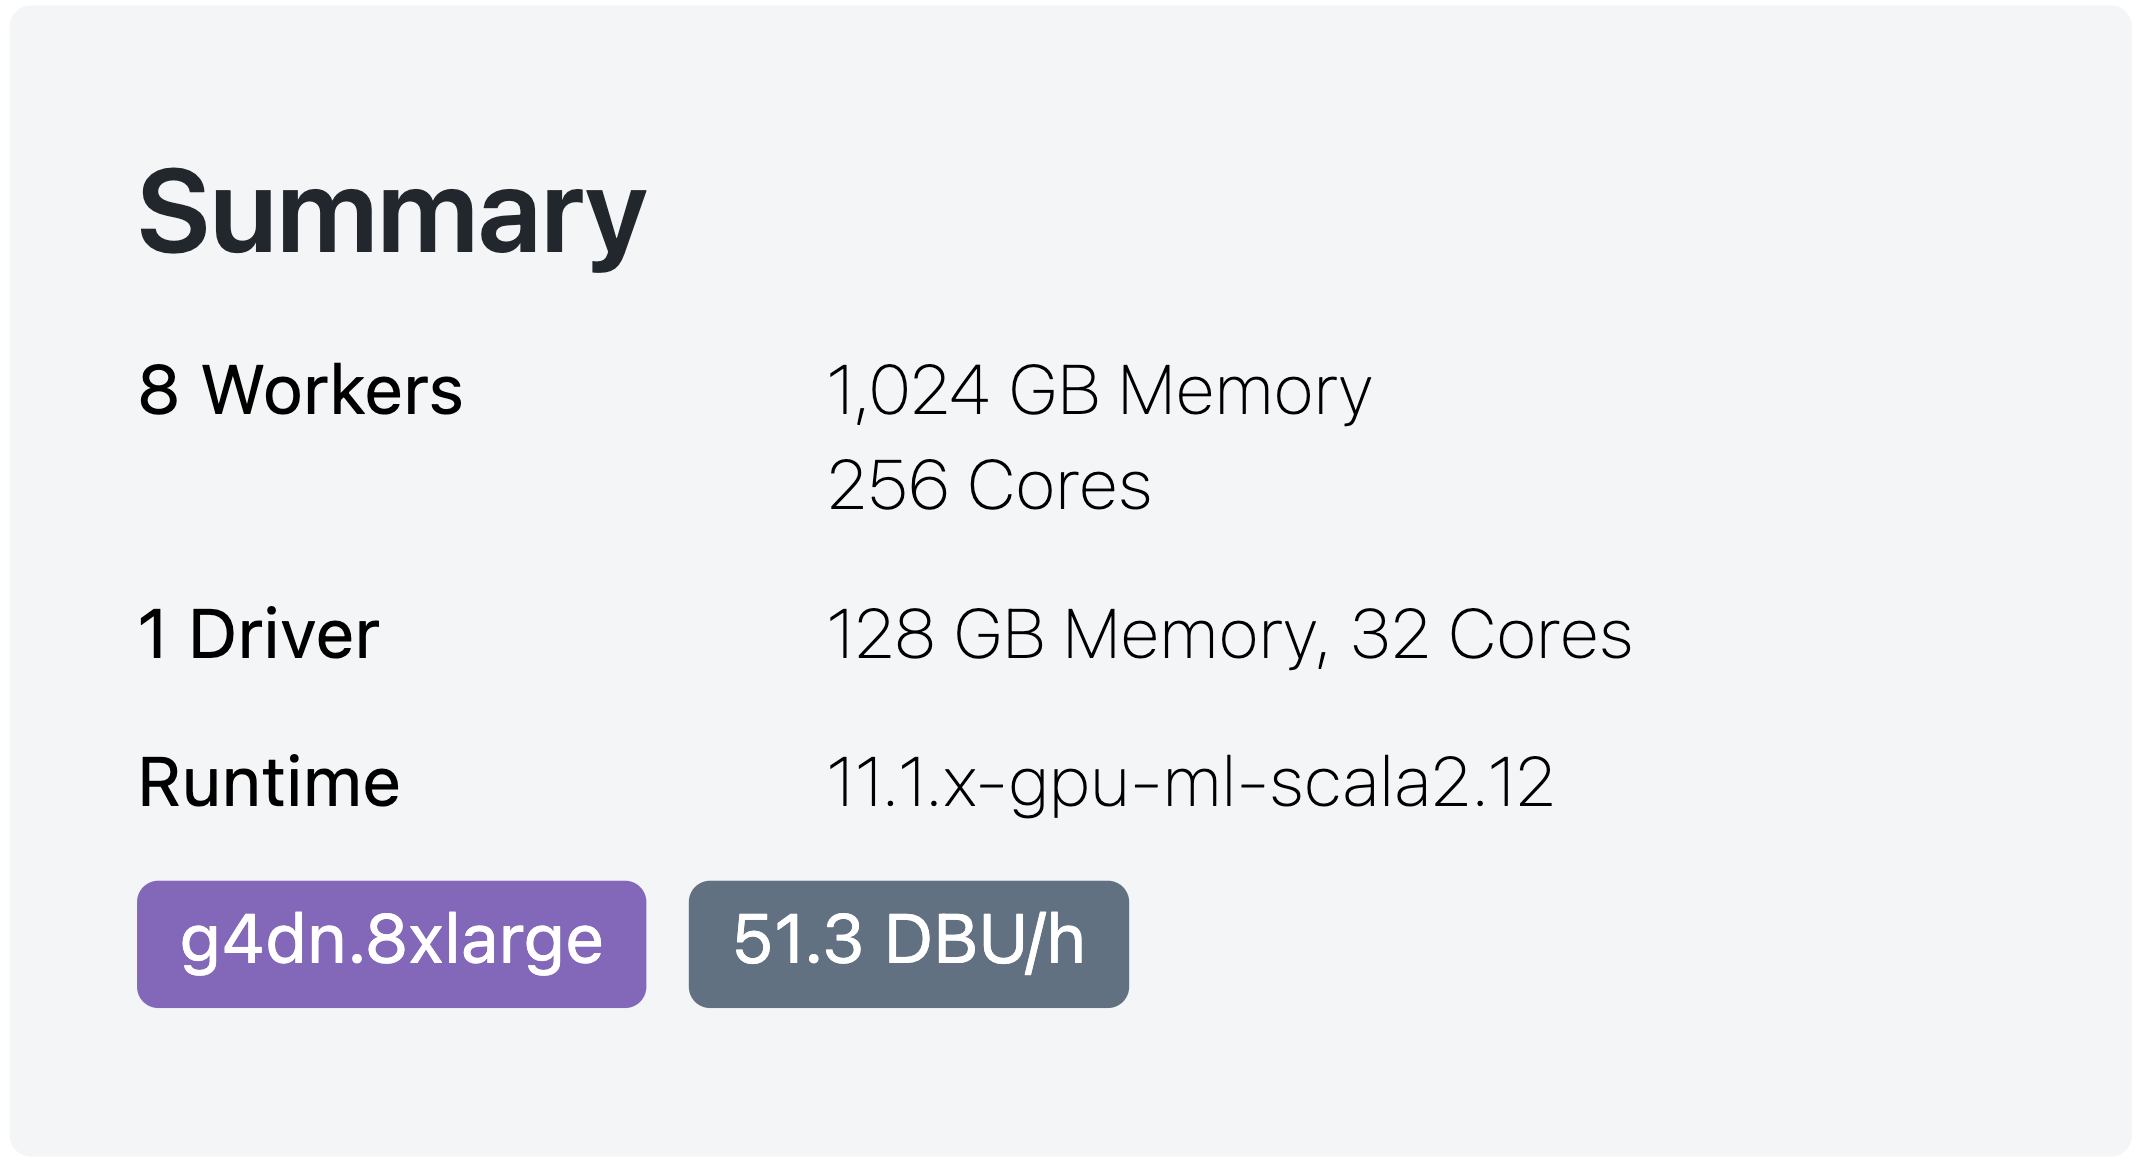 Summary
8 Workers 1,024 GB Memory
256 Cores
1 Driver 128 GB Memory, 32 Cores
Runtime 11.1.x-gpu-ml-scala2.12
g4dn.8xlarge 51.3 DBU/h